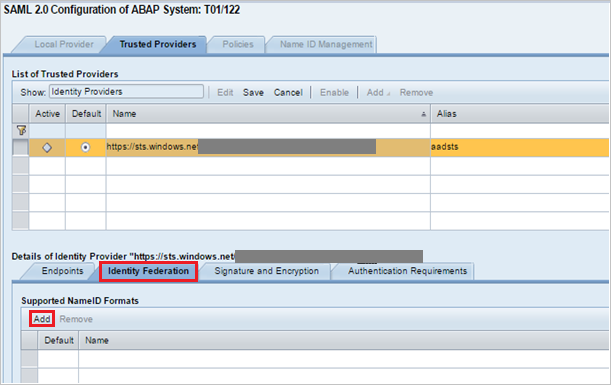 SAML 2.0 Configuration of ABAP System: T01/122
Local Provider Trusted Providers Policies Name ID Management
List of Trusted Providers
Show: Identity Providers Edit Save Cancel Enable Add Remove
Active Default Name Alias
https://sts.windows.net aadsts
Details of Identity Provider "https://sts.windows.net/
Endpoints Identity Federation Signature and Encryption Authentication Requirements
Supported NameID Formats
Add Remove
Default Name